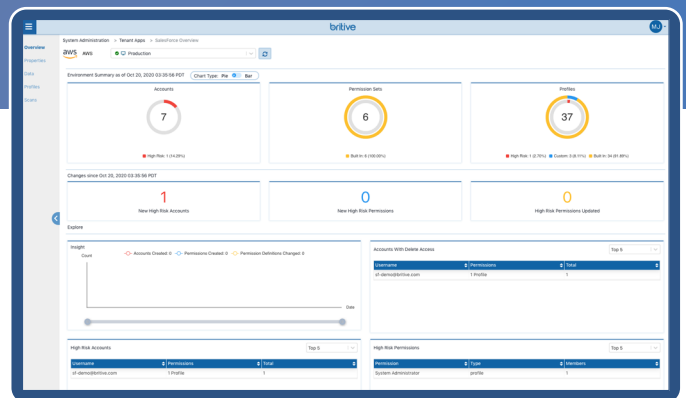 britive
MJ
System Administration > Tenant Apps > Salesforce Overview
Overview
Properties
Data
Profiles
Scans
aws AWS Production
Environment Summary as of Oct 20, 2020 03:35:56 PDT Chart Type: Pie Bar
Accounts Permission Sets Profiles
7 6 37
High Risk: 1 (14.29%) Built In: 6 (100.00%) High Risk: 1 (2.70%) Custom: 3 (8.11%) Built In: 34 (91.89%)
Changes since Oct 20, 2020 03:35:56 PDT
1 0 0
New High Risk Accounts New High Risk Permissions High Risk Permissions Updated
Explore
Insight
Count
Accounts Created: 0 Permissions Created: 0 Permission Definitions Changed: 0
Date
Accounts With Delete Access Top 5
Username Permissions Total
sf-demo@britive.com 1 Profile 1
High Risk Accounts Top 5
Username Permissions Total
sf-demo@britive.com 1 Profile 1
High Risk Permissions Top 5
Permission Type Members
System Administrator profile 1